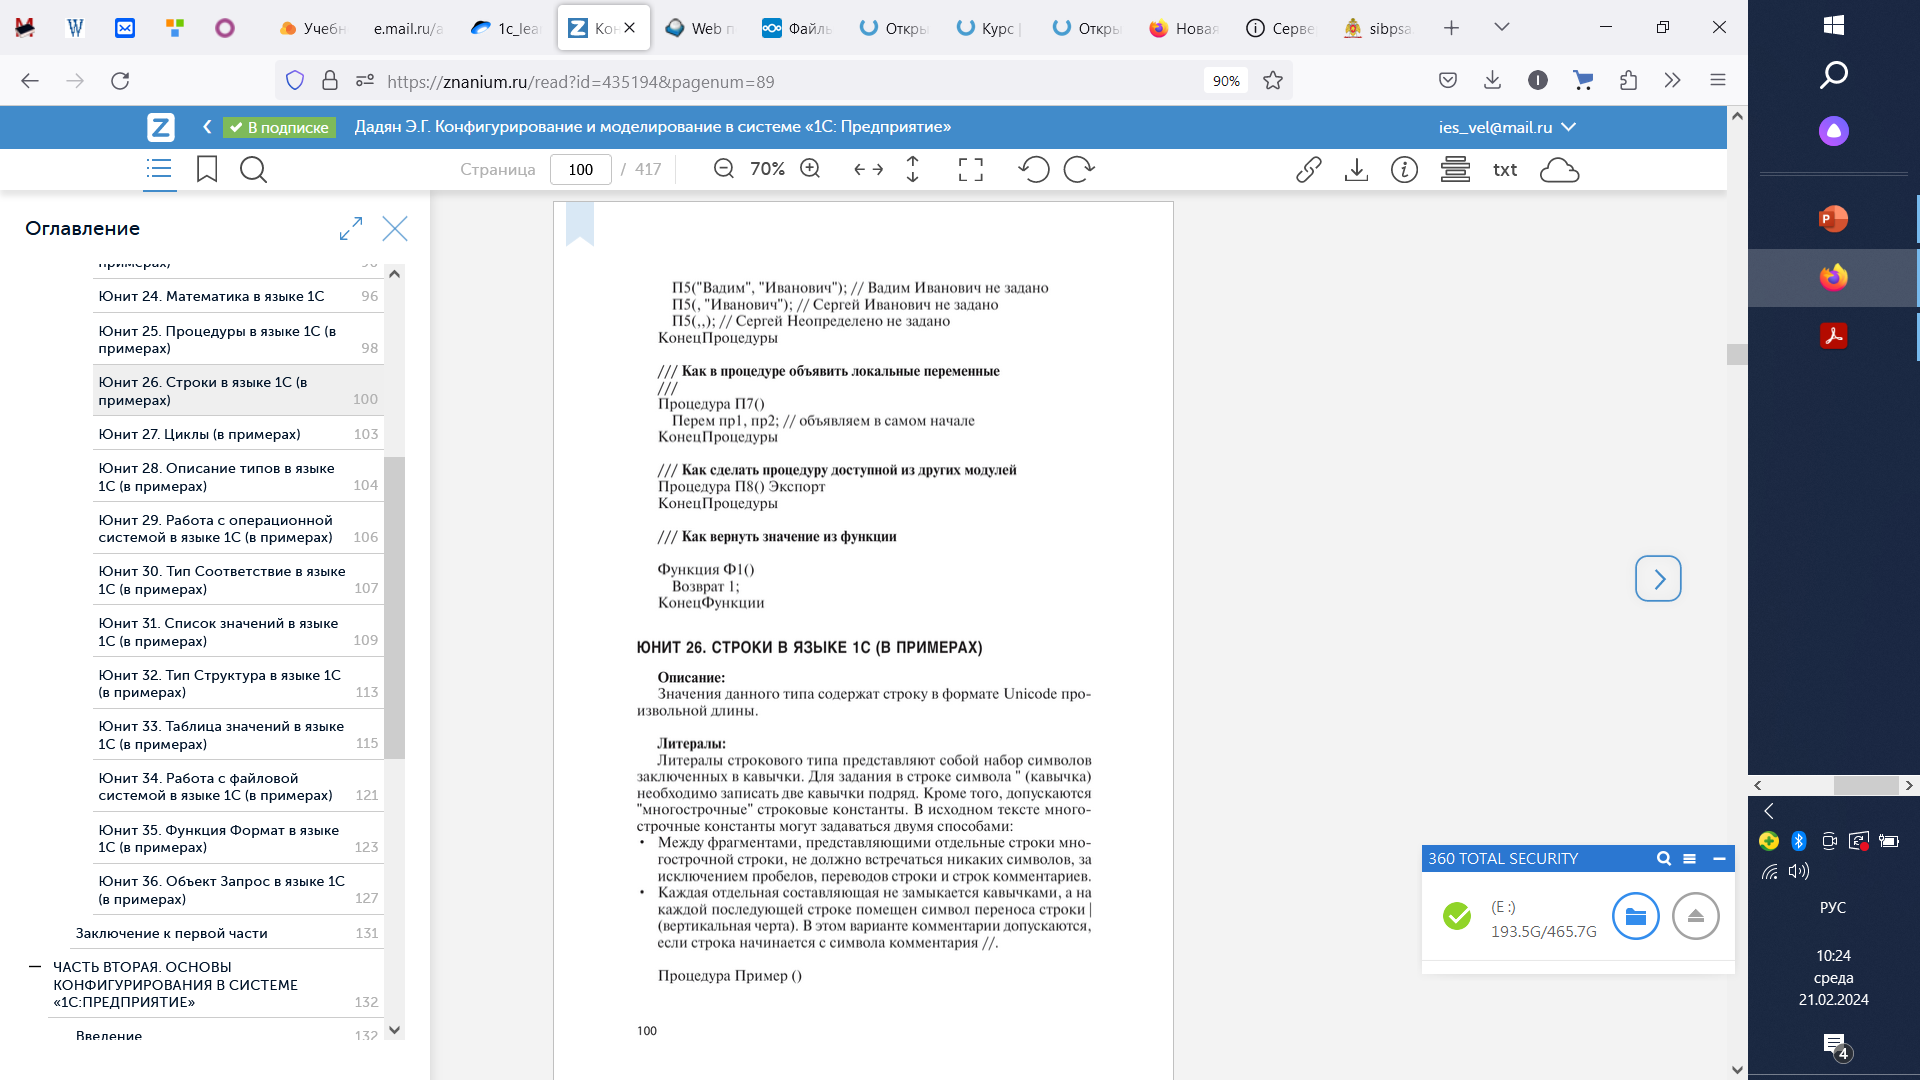 Учебн
e.mail.ru/а
1c_lear
Кон
Web п
Файль
Откры
Курс |
Откры
Новая
Серве
sibpsa
https://znanium.ru/read?id=435194&pagenum=89
90%
В подписке
Дадян Э.Г. Конфигурирование и моделирование в системе «1С: Предприятие»
ies_vel@mail.ru
Страница 100 / 417
70%
txt
Оглавление
примерах)
Юнит 24. Математика в языке 1С 96
Юнит 25. Процедуры в языке 1С (в
примерах) 98
Юнит 26. Строки в языке 1С (в
примерах) 100
Юнит 27. Циклы (в примерах) 103
Юнит 28. Описание типов в языке
1С (в примерах) 104
Юнит 29. Работа с операционной
системой в языке 1С (в примерах) 106
Юнит 30. Тип Соответствие в языке
1С (в примерах) 107
Юнит 31. Список значений в языке
1С (в примерах) 109
Юнит 32. Тип Структура в языке 1С
(в примерах) 113
Юнит 33. Таблица значений в языке
1С (в примерах) 115
Юнит 34. Работа с файловой
системой в языке 1С (в примерах) 121
Юнит 35. Функция Формат в языке
1С (в примерах) 123
Юнит 36. Объект Запрос в языке 1С
(в примерах) 127
Заключение к первой части 131
ЧАСТЬ ВТОРАЯ. ОСНОВЫ
КОНФИГУРИРОВАНИЯ В СИСТЕМЕ
«1С:ПРЕДПРИЯТИЕ» 132
Введение 132
П5("Вадим", "Иванович"); // Вадим Иванович не задано
П5(, "Иванович"); // Сергей Иванович не задано
П5(,,); // Сергей Неопределено не задано
КонецПроцедуры
/// Как в процедуре объявить локальные переменные
///
Процедура П7()
Перем пр1, пр2; // объявляем в самом начале
КонецПроцедуры
/// Как сделать процедуру доступной из других модулей
Процедура П8() Экспорт
КонецПроцедуры
/// Как вернуть значение из функции
Функция Ф1()
Возврат 1;
КонецФункции
ЮНИТ 26. СТРОКИ В ЯЗЫКЕ 1С (В ПРИМЕРАХ)
Описание:
Значения данного типа содержат строку в формате Unicode про-
извольной длины.
Литералы:
Литералы строкового типа представляют собой набор символов
заключенных в кавычки. Для задания в строке символа " (кавычка)
необходимо записать две кавычки подряд. Кроме того, допускаются
"многострочные" строковые константы. В исходном тексте много-
строчные константы могут задаваться двумя способами:
• Между фрагментами, представляющими отдельные строки мно-
гострочной строки, не должно встречаться никаких символов, за
исключением пробелов, переводов строки и строк комментариев.
• Каждая отдельная составляющая не замыкается кавычками, а на
каждой последующей строке помещен символ переноса строки |
(вертикальная черта). В этом варианте комментарии допускаются,
если строка начинается с символа комментария //.
Процедура Пример ()
100
360 TOTAL SECURITY
(E :)
193.5G/465.7G
РУС
10:24
среда
21.02.2024
4